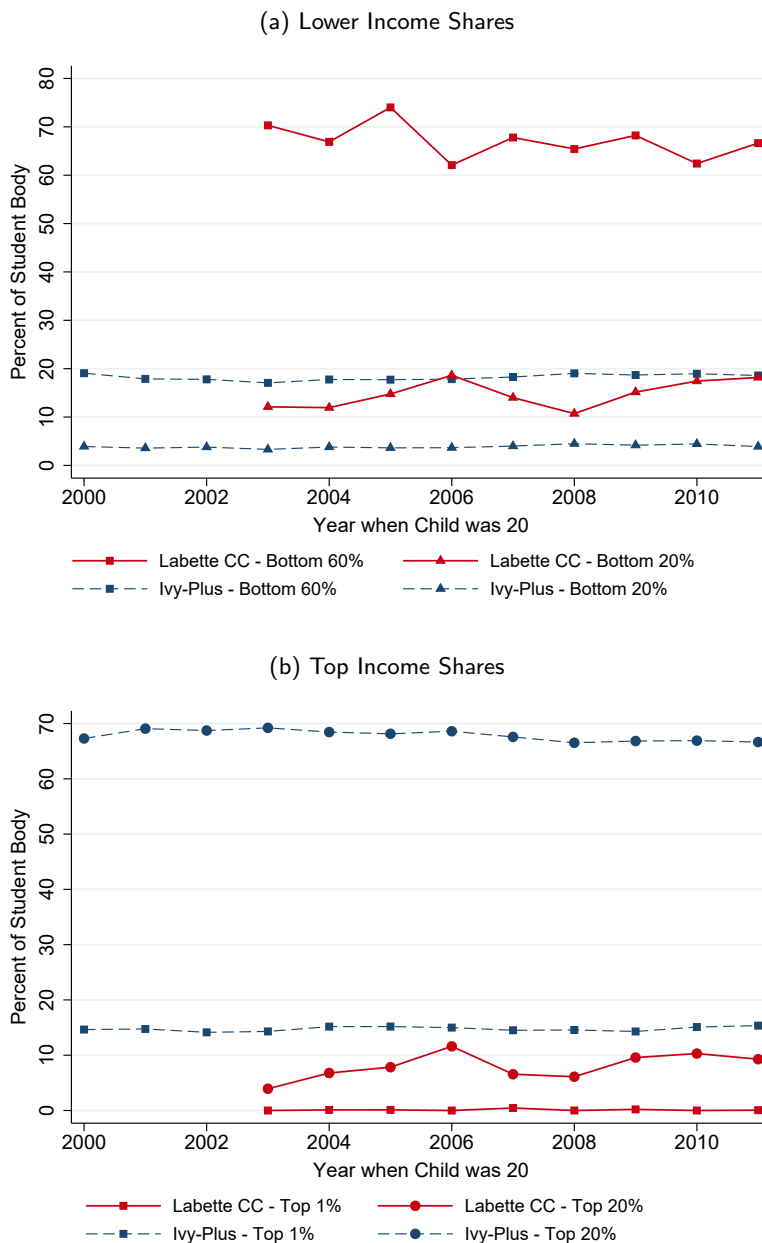 (a) Lower Income Shares
80
70
60
50
40
30
20
10
0
Percent of Student Body
2000 2002 2004 2006 2008 2010
Year when Child was 20
Labette CC - Bottom 60% Labette CC - Bottom 20%
Ivy-Plus - Bottom 60% Ivy-Plus - Bottom 20%
(b) Top Income Shares
70
60
50
40
30
20
10
0
Percent of Student Body
2000 2002 2004 2006 2008 2010
Year when Child was 20
Labette CC - Top 1% Labette CC - Top 20%
Ivy-Plus - Top 1% Ivy-Plus - Top 20%